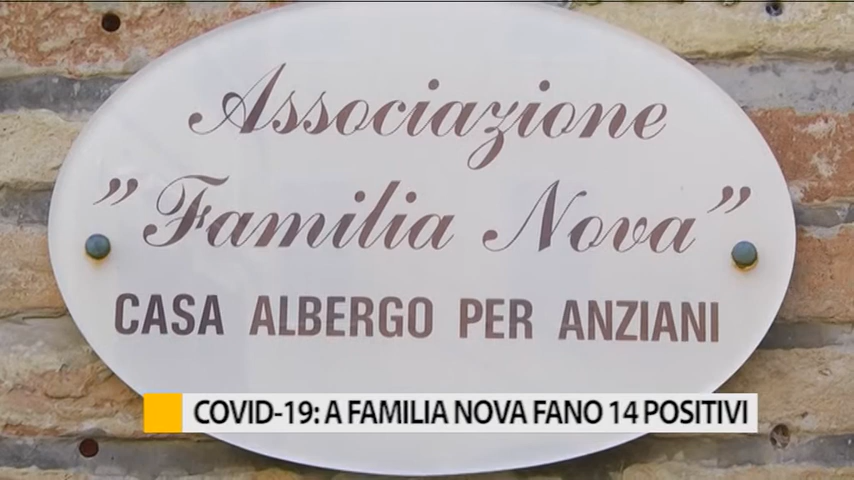 Associazione
"Familia Nova"
CASA ALBERGO PER ANZIANI
COVID-19: A FAMILIA NOVA FANO 14 POSITIVI